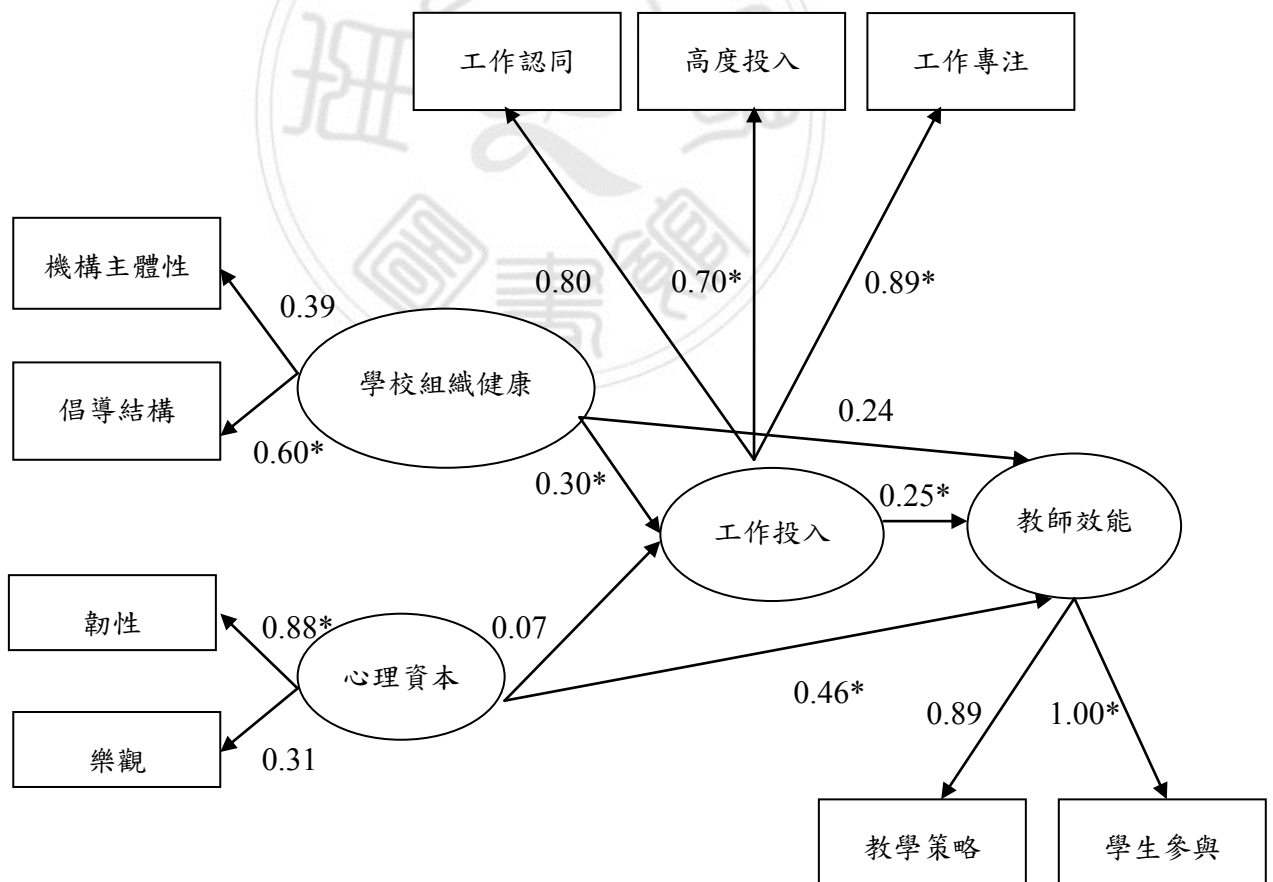 工作認同
高度投入
工作專注
機構主體性
0.39
0.80
0.70*
0.89*
學校組織健康
倡導結構
0.60*
0.24
0.30*
0.25*
工作投入
教師效能
韌性
0.88*
0.07
心理資本
0.46*
0.89
1.00*
樂觀
0.31
教學策略
學生參與